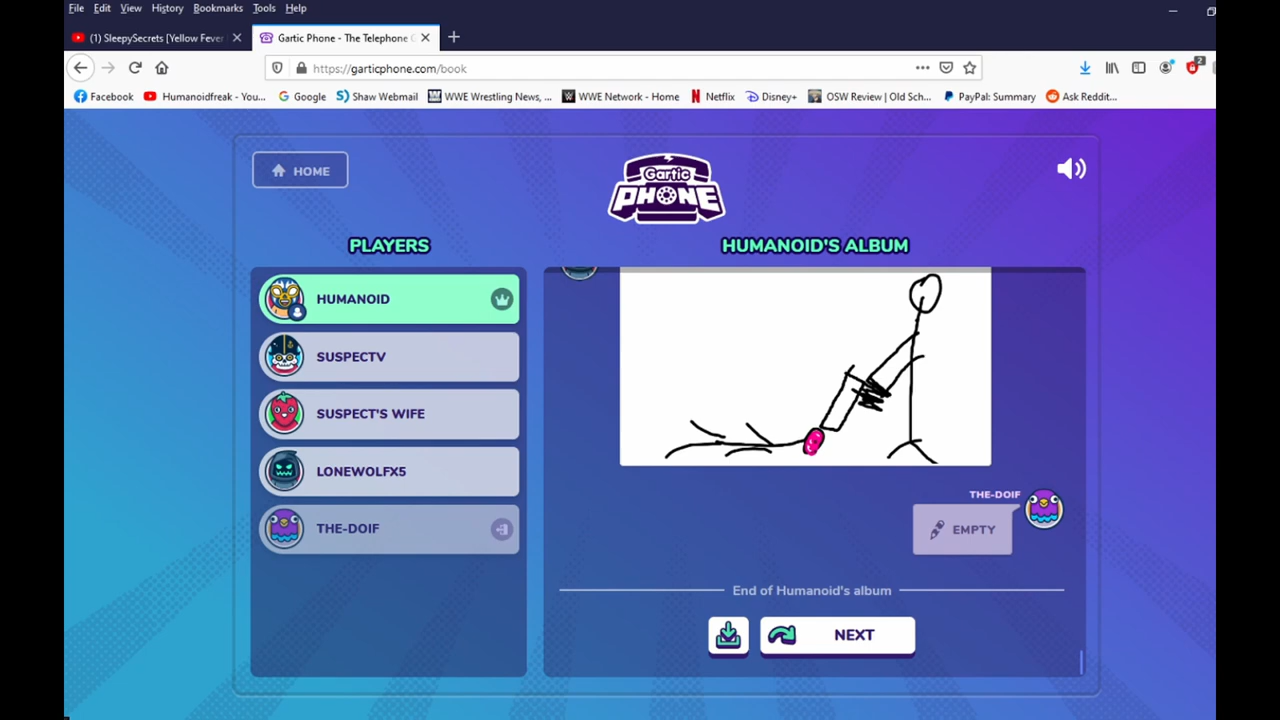 File Edit View History Bookmarks Tools Help
(1) SleepySecrets [Yellow Fever
Gartic Phone - The Telephone
https://garticphone.com/book
Facebook Humanoidfreak - You... Google Shaw Webmail WWE Wrestling News, ... WWE Network - Home Netflix Disney+ OSW Review | Old Sch... PayPal: Summary Ask Reddit...
2
HOME
Gartic
PHONE
PLAYERS
HUMANOID
SUSPECTV
SUSPECT'S WIFE
LONEWOLFX5
THE-DOIF
HUMANOID'S ALBUM
THE-DOIF
EMPTY
End of Humanoid's album
NEXT